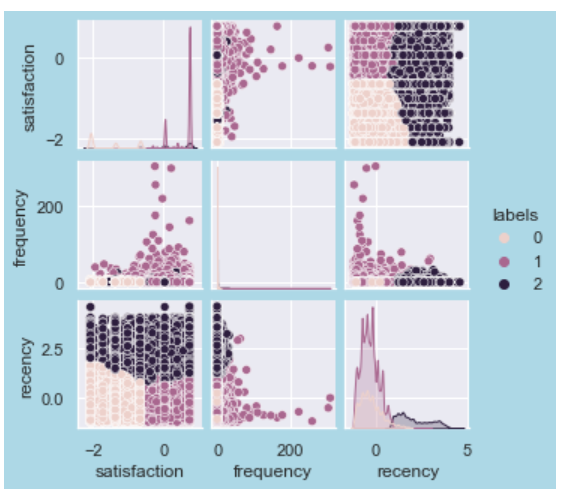 satisfaction
0
−2
frequency
200
0
recency
2.5
0.0
−2 0
satisfaction
0 200
frequency
0 5
recency
labels
0
1
2